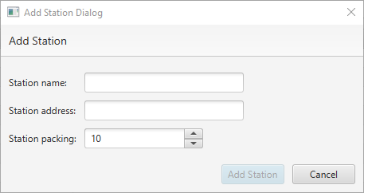 Add Station Dialog
Add Station
Station name:
Station address:
Station packing: 10
Add Station Cancel